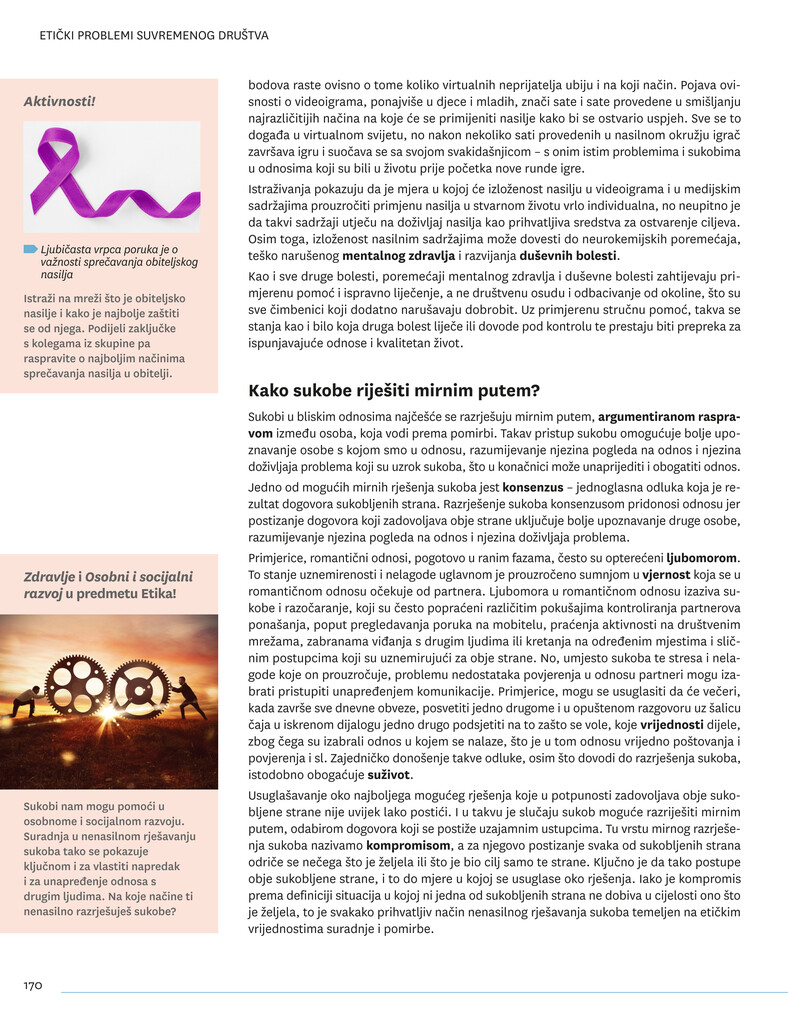 ETIČKI PROBLEMI SUVREMENOG DRUŠTVA
Aktivnosti!
Ljubičasta vrpca poruka je o
važnosti sprečavanja obiteljskog
nasilja
Istraži na mreži što je obiteljsko
nasilje i kako je najbolje zaštiti
se od njega. Podijeli zaključke
s kolegama iz skupine pa
raspravite o najboljim načinima
sprečavanja nasilja u obitelji.
bodova raste ovisno o tome koliko virtualnih neprijatelja ubiju i na koji način. Pojava ovi-
snosti o videoigrama, ponajviše u djece i mladih, znači sate i sate provedene u smišljanju
najrazličitijih načina na koje će se primijeniti nasilje kako bi se ostvario uspjeh. Sve se to
događa u virtualnom svijetu, no nakon nekoliko sati provedenih u nasilnom okružju igrač
završava igru i suočava se sa svojom svakidašnjicom – s onim istim problemima i sukobima
u odnosima koji su bili u životu prije početka nove runde igre.
Istraživanja pokazuju da je mjera u kojoj će izloženost nasilju u videoigrama i u medijskim
sadržajima prouzročiti primjenu nasilja u stvarnom životu vrlo individualna, no neupitno je
da takvi sadržaji utječu na doživljaj nasilja kao prihvatljiva sredstva za ostvarenje ciljeva.
Osim toga, izloženost nasilnim sadržajima može dovesti do neurokemijskih poremećaja,
teško narušenog mentalnog zdravlja i razvijanja duševnih bolesti.
Kao i sve druge bolesti, poremećaji mentalnog zdravlja i duševne bolesti zahtijevaju pri-
mjerenu pomoć i ispravno liječenje, a ne društvenu osudu i odbacivanje od okoline, što su
sve čimbenici koji dodatno narušavaju dobrobit. Uz primjerenu stručnu pomoć, takva se
stanja kao i bilo koja druga bolest liječe ili dovode pod kontrolu te prestaju biti prepreka za
ispunjavajuće odnose i kvalitetan život.
Kako sukobe riješiti mirnim putem?
Sukobi u bliskim odnosima najčešće se razrješuju mirnim putem, argumentiranom raspra-
vom između osoba, koja vodi prema pomirbi. Takav pristup sukobu omogućuje bolje upo-
znavanje osobe s kojom smo u odnosu, razumijevanje njezina pogleda na odnos i njezina
doživljaja problema koji su uzrok sukoba, što u konačnici može unaprijediti i obogatiti odnos.
Jedno od mogućih mirnih rješenja sukoba jest konsenzus – jednoglasna odluka koja je re-
zultat dogovora sukobljenih strana. Razrješenje sukoba konsenzusom pridonosi odnosu jer
postizanje dogovora koji zadovoljava obje strane uključuje bolje upoznavanje druge osobe,
razumijevanje njezina pogleda na odnos i njezina doživljaja problema.
Primjerice, romantični odnosi, pogotovo u ranim fazama, često su opterećeni ljubomorom.
To stanje uznemirenosti i nelagode uglavnom je prouzročeno sumnjom u vjernost koja se u
romantičnom odnosu očekuje od partnera. Ljubomora u romantičnom odnosu izaziva su-
kobe i razočaranje, koji su često popraćeni različitim pokušajima kontroliranja partnerova
ponašanja, poput pregledavanja poruka na mobitelu, praćenja aktivnosti na društvenim
mrežama, zabranama viđanja s drugim ljudima ili kretanja na određenim mjestima i slič-
nim postupcima koji su uznemirujući za obje strane. No, umjesto sukoba te stresa i nela-
gode koje on prouzročuje, problemu nedostataka povjerenja u odnosu partneri mogu iza-
brati pristupiti unapređenjem komunikacije. Primjerice, mogu se usuglasiti da će večeri,
kada završe sve dnevne obveze, posvetiti jedno drugome i u opuštenom razgovoru uz šalicu
čaja u iskrenom dijalogu jedno drugo podsjetiti na to zašto se vole, koje vrijednosti dijele,
zbog čega su izabrali odnos u kojem se nalaze, što je u tom odnosu vrijedno poštovanja i
povjerenja i sl. Zajedničko donošenje takve odluke, osim što dovodi do razrješenja sukoba,
istodobno obogaćuje suživot.
Usuglašavanje oko najboljega mogućeg rješenja koje u potpunosti zadovoljava obje suko-
bljene strane nije uvijek lako postići. I u takvu je slučaju sukob moguće razriješiti mirnim
putem, odabirom dogovora koji se postiže uzajamnim ustupcima. Tu vrstu mirnog razrješe-
nja sukoba nazivamo kompromisom, a za njegovo postizanje svaka od sukobljenih strana
odriče se nečega što je željela ili što je bio cilj samo te strane. Ključno je da tako postupe
obje sukobljene strane, i to do mjere u kojoj se usuglase oko rješenja. Iako je kompromis
prema definiciji situacija u kojoj ni jedna od sukobljenih strana ne dobiva u cijelosti ono što
je željela, to je svakako prihvatljiv način nenasilnog rješavanja sukoba temeljen na etičkim
vrijednostima suradnje i pomirbe.
Zdravlje i Osobni i socijalni
razvoj u predmetu Etika!
Sukobi nam mogu pomoći u
osobnome i socijalnom razvoju.
Suradnja u nenasilnom rješavanju
sukoba tako se pokazuje
ključnom i za vlastiti napredak
i za unapređenje odnosa s
drugim ljudima. Na koje načine ti
nenasilno razrješuješ sukobe?
170